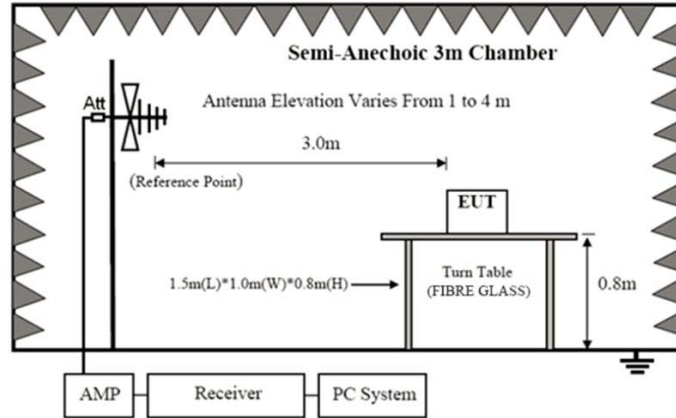 Semi-Anechoic 3m Chamber
Att
Antenna Elevation Varies From 1 to 4 m
3.0m
(Reference Point)
EUT
1.5m(L)*1.0m(W)*0.8m(H)
Turn Table
(FIBRE GLASS)
0.8m
AMP
Receiver
PC System